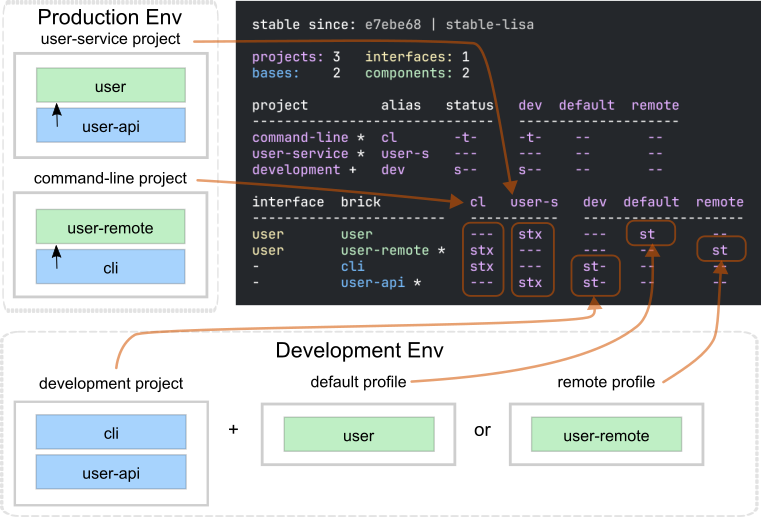 Production Env
user-service project
user
user-api
command-line project
user-remote
cli
stable since: e7ebe68 | stable-lisa
projects: 3 interfaces: 1
bases: 2 components: 2
project alias status dev default remote
---------------------------- --------------------
command-line * cl -t- -t- -- --
user-service * user-s --- --- -- --
development + dev s-- s-- -- --
interface brick cl user-s dev default remote
-------------------- ----------- --------------------
user user --- stx --- st --
user user-remote * stx --- --- -- st
- cli stx --- st- -- --
- user-api * --- stx st- -- --
Development Env
development project
default profile
remote profile
cli
user-api
+
user
or
user-remote